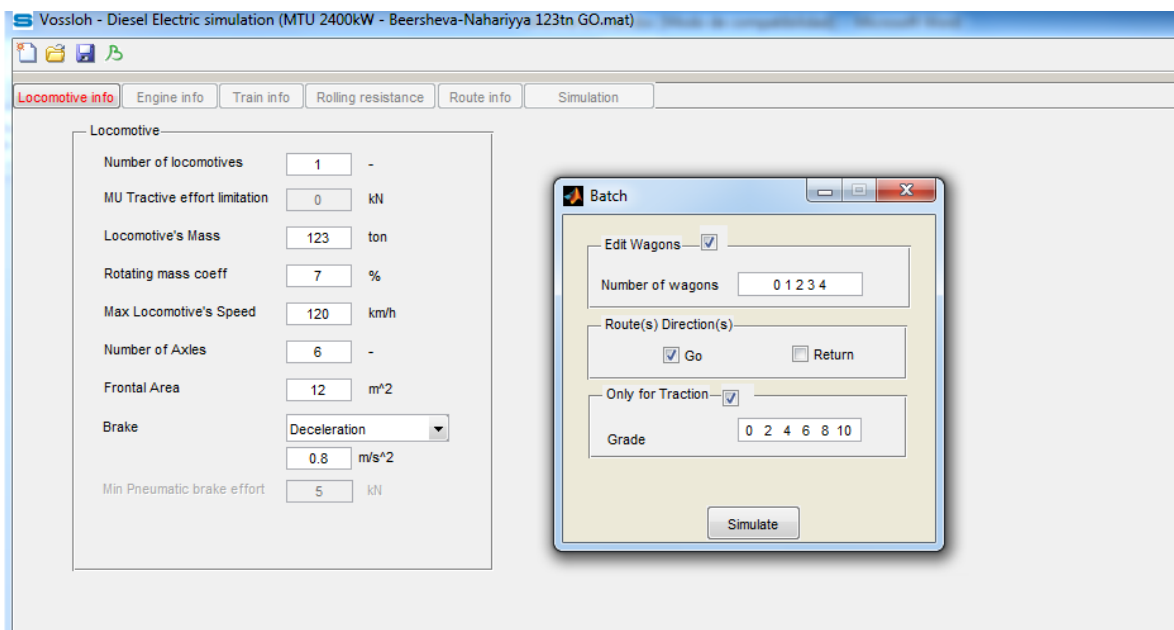 Vossloh - Diesel Electric simulation (MTU 2400kW - Beersheva-Nahariyya 123tn GO.mat)
Locomotive info Engine info Train info Rolling resistance Route info Simulation
Locomotive
Number of locomotives 1 -
MU Tractive effort limitation 0 kN
Locomotive's Mass 123 ton
Rotating mass coeff 7 %
Max Locomotive's Speed 120 km/h
Number of Axles 6 -
Frontal Area 12 m^2
Brake Deceleration
0.8 m/s^2
Min Pneumatic brake effort 5 kN
Batch
Edit Wagons
Number of wagons 0 1 2 3 4
Route(s) Direction(s)
Go Return
Only for Traction
Grade 0 2 4 6 8 10
Simulate